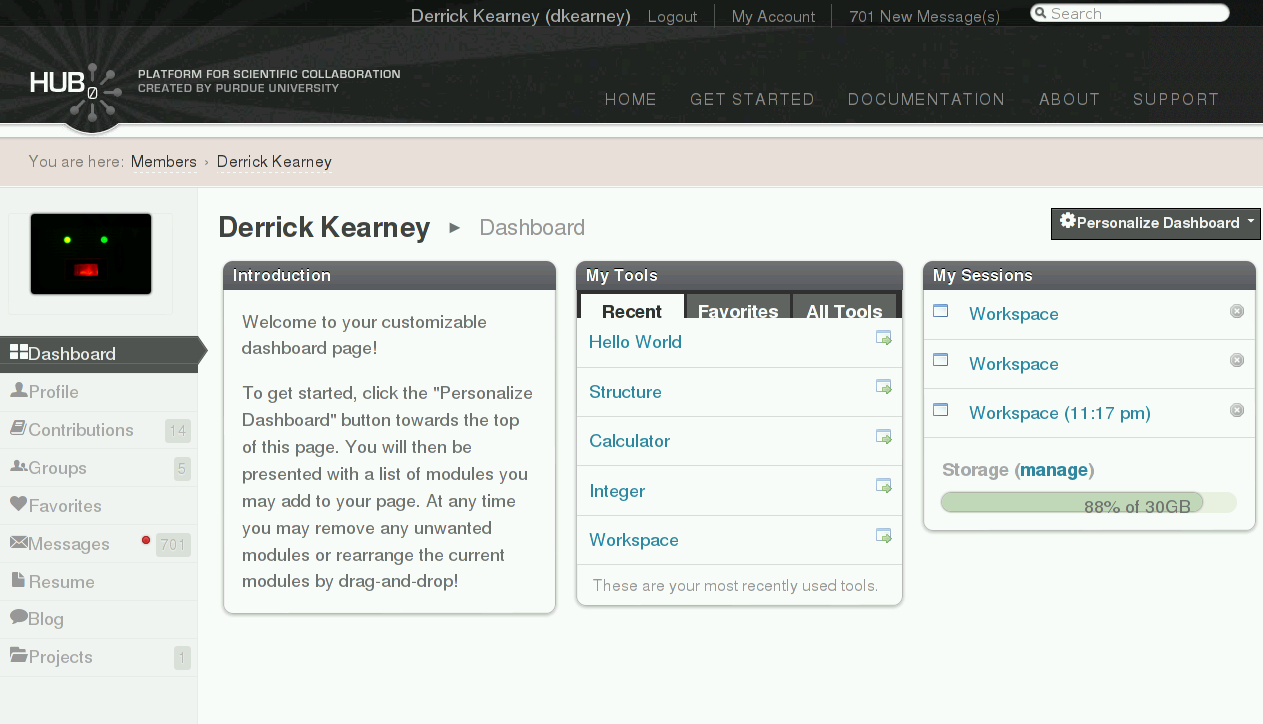 Derrick Kearney (dkearney) Logout My Account 701 New Message(s) Search
HUB0
PLATFORM FOR SCIENTIFIC COLLABORATION
CREATED BY PURDUE UNIVERSITY
HOME GET STARTED DOCUMENTATION ABOUT SUPPORT
You are here: Members › Derrick Kearney
Dashboard
Profile
Contributions 14
Groups 5
Favorites
Messages 701
Resume
Blog
Projects 1
Derrick Kearney ► Dashboard
Personalize Dashboard
Introduction
Welcome to your customizable
dashboard page!
To get started, click the "Personalize
Dashboard" button towards the top
of this page. You will then be
presented with a list of modules you
may add to your page. At any time
you may remove any unwanted
modules or rearrange the current
modules by drag-and-drop!
My Tools
Recent Favorites All Tools
Hello World
Structure
Calculator
Integer
Workspace
These are your most recently used tools.
My Sessions
Workspace
Workspace
Workspace (11:17 pm)
Storage (manage)
88% of 30GB